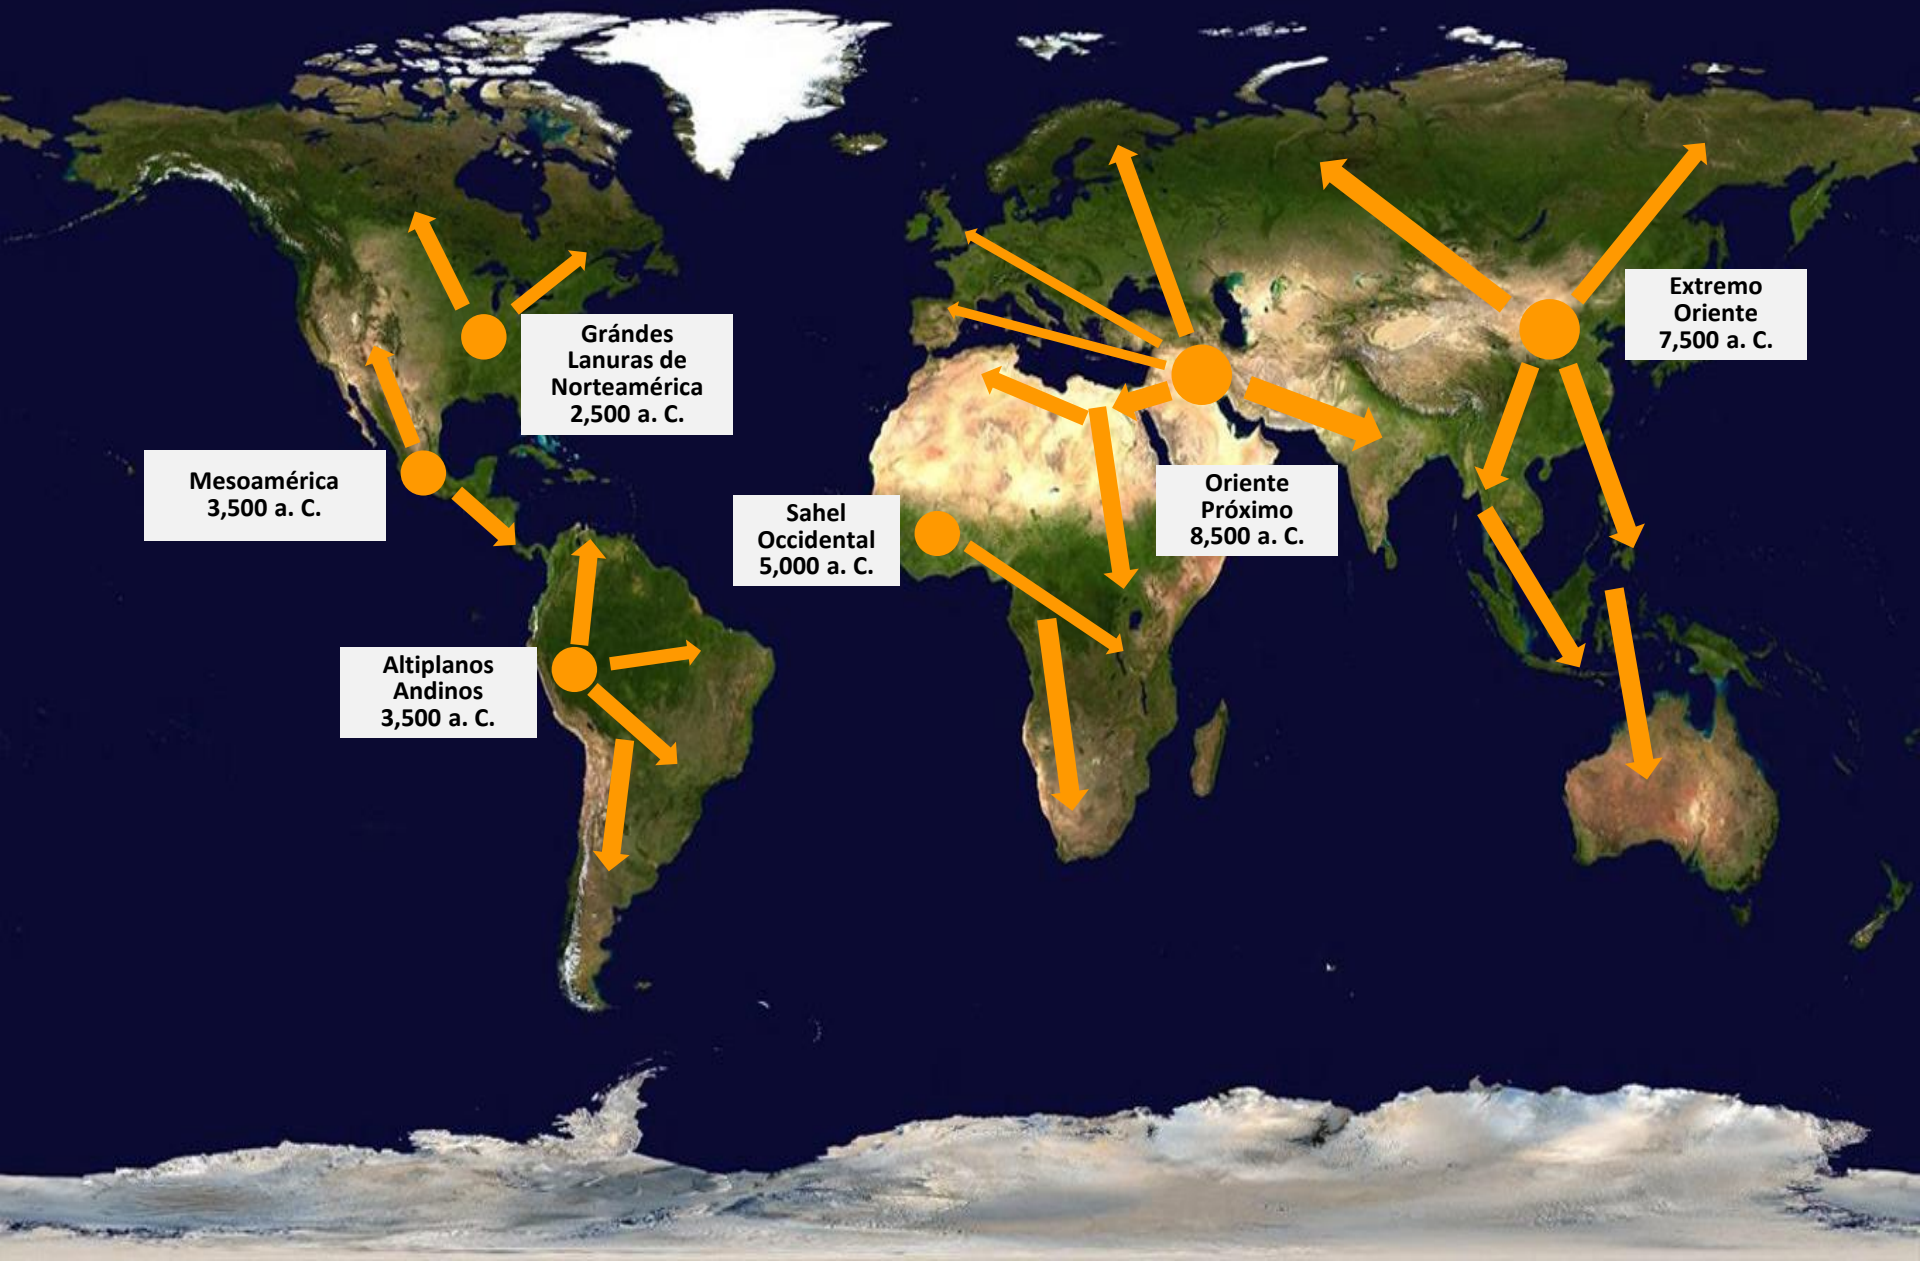 Extremo
Oriente
7,500 a. C.
Grándes
Lanuras de
Norteamérica
2,500 a. C.
Mesoamérica
3,500 a. C.
Oriente
Próximo
8,500 a. C.
Sahel
Occidental
5,000 a. C.
Altiplanos
Andinos
3,500 a. C.